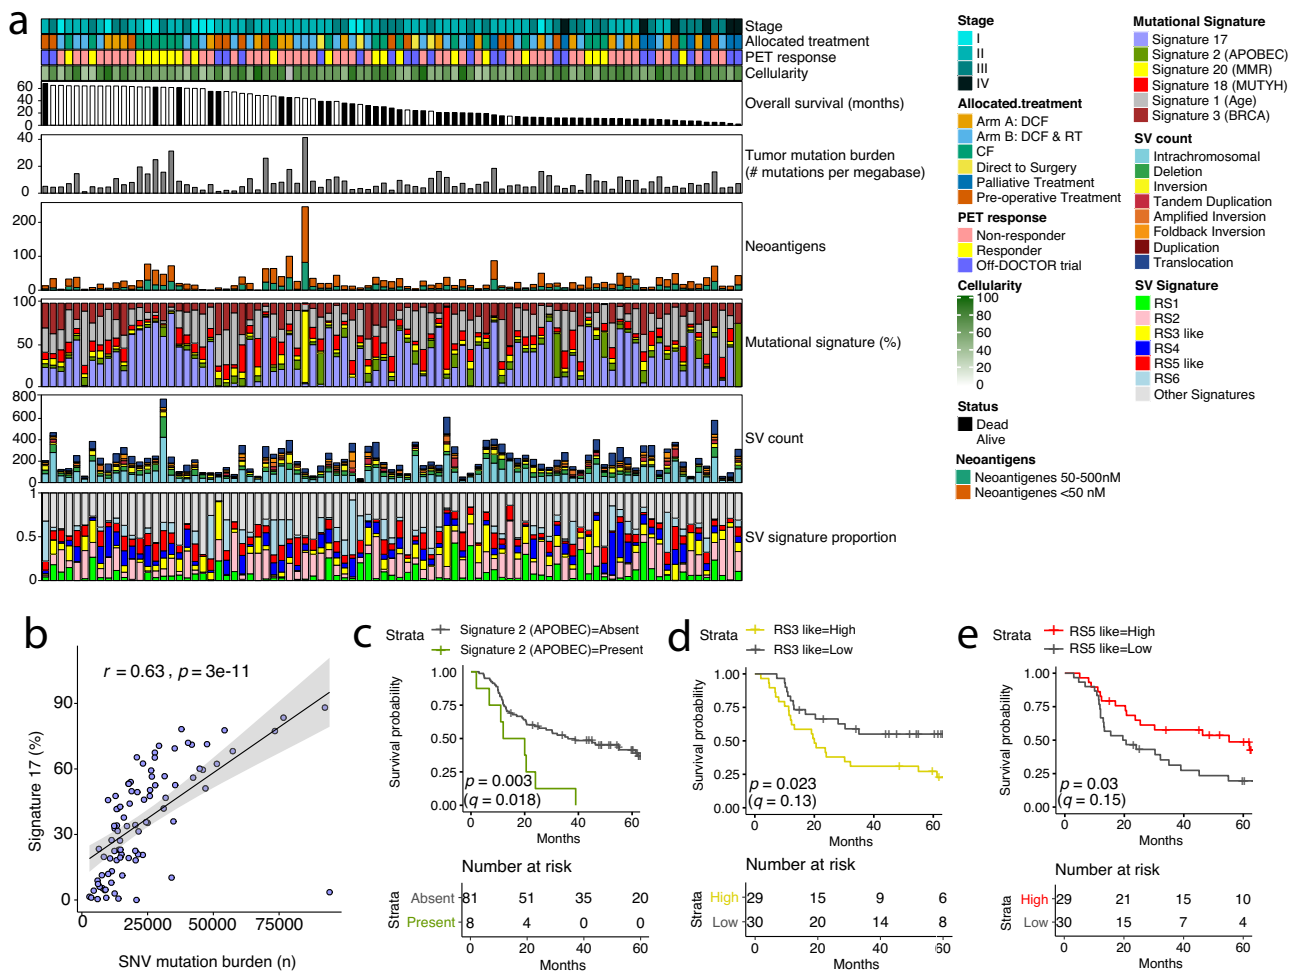 a
Stage
Allocated treatment
PET response
Cellularity
60
40
20
0
Overall survival (months)
40
20
0
Tumor mutation burden
(# mutations per megabase)
200
100
0
Neoantigens
100
50
0
Mutational signature (%)
800
600
400
200
0
SV count
1
0.5
0
SV signature proportion
Stage
I
II
III
IV
Allocated.treatment
Arm A: DCF
Arm B: DCF & RT
CF
Direct to Surgery
Palliative Treatment
Pre-operative Treatment
PET response
Non-responder
Responder
Off-DOCTOR trial
Cellularity
100
80
60
40
20
0
Status
Dead
Alive
Neoantigens
Neoantigenes 50-500nM
Neoantigenes <50 nM
Mutational Signature
Signature 17
Signature 2 (APOBEC)
Signature 20 (MMR)
Signature 18 (MUTYH)
Signature 1 (Age)
Signature 3 (BRCA)
SV count
Intrachromosomal
Deletion
Inversion
Tandem Duplication
Amplified Inversion
Foldback Inversion
Duplication
Translocation
SV Signature
RS1
RS2
RS3 like
RS4
RS5 like
RS6
Other Signatures
b
r = 0.63 , p = 3e-11
Signature 17 (%)
90
60
30
0
0 25000 50000 75000
SNV mutation burden (n)
c
Strata
Signature 2 (APOBEC)=Absent
Signature 2 (APOBEC)=Present
Survival probability
1.00
0.75
0.50
0.25
0.00
p = 0.003
(q = 0.018)
0 20 40 60
Months
Number at risk
Strata
Absent 81 51 35 20
Present 8 4 0 0
0 20 40 60
Months
d
Strata
RS3 like=High
RS3 like=Low
Survival probability
1.00
0.75
0.50
0.25
0.00
p = 0.023
(q = 0.13)
0 20 40 60
Months
Number at risk
Strata
High 29 15 9 6
Low 30 20 14 8
0 20 40 60
Months
e
Strata
RS5 like=High
RS5 like=Low
Survival probability
1.00
0.75
0.50
0.25
0.00
p = 0.03
(q = 0.15)
0 20 40 60
Months
Number at risk
Strata
High 29 21 15 10
Low 30 15 7 4
0 20 40 60
Months